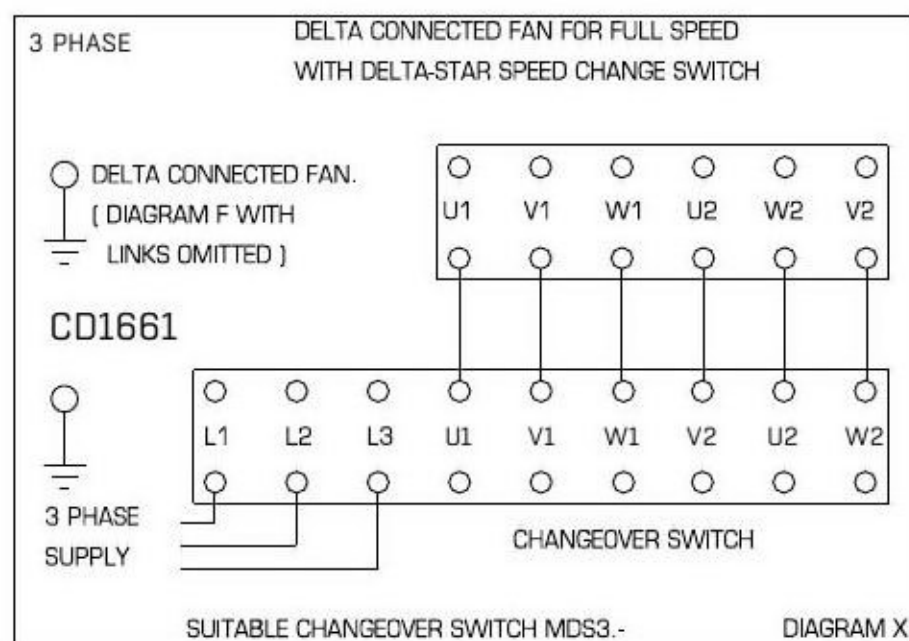 3 PHASE
DELTA CONNECTED FAN FOR FULL SPEED
WITH DELTA-STAR SPEED CHANGE SWITCH
DELTA CONNECTED FAN.
( DIAGRAM F WITH
LINKS OMITTED )
U1 V1 W1 U2 W2 V2
CD1661
L1 L2 L3 U1 V1 W1 V2 U2 W2
3 PHASE
SUPPLY
CHANGEOVER SWITCH
SUITABLE CHANGEOVER SWITCH MDS3.-
DIAGRAM X